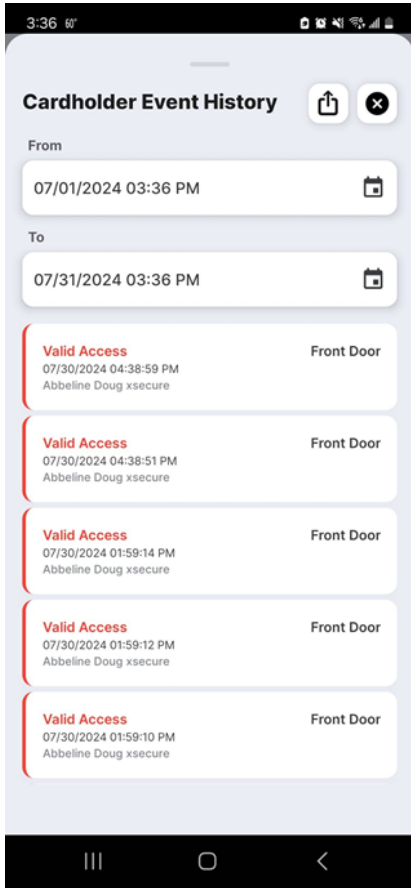 3:36 60°
Cardholder Event History
From
07/01/2024 03:36 PM
To
07/31/2024 03:36 PM
Valid Access Front Door
07/30/2024 04:38:59 PM
Abbeline Doug xsecure
Valid Access Front Door
07/30/2024 04:38:51 PM
Abbeline Doug xsecure
Valid Access Front Door
07/30/2024 01:59:14 PM
Abbeline Doug xsecure
Valid Access Front Door
07/30/2024 01:59:12 PM
Abbeline Doug xsecure
Valid Access Front Door
07/30/2024 01:59:10 PM
Abbeline Doug xsecure